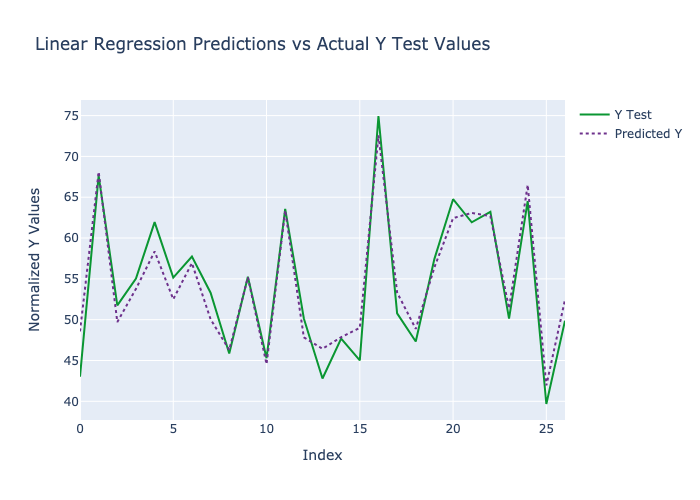 Linear Regression Predictions vs Actual Y Test Values
Y Test
Predicted Y
Normalized Y Values
75
70
65
60
55
50
45
40
0 5 10 15 20 25
Index